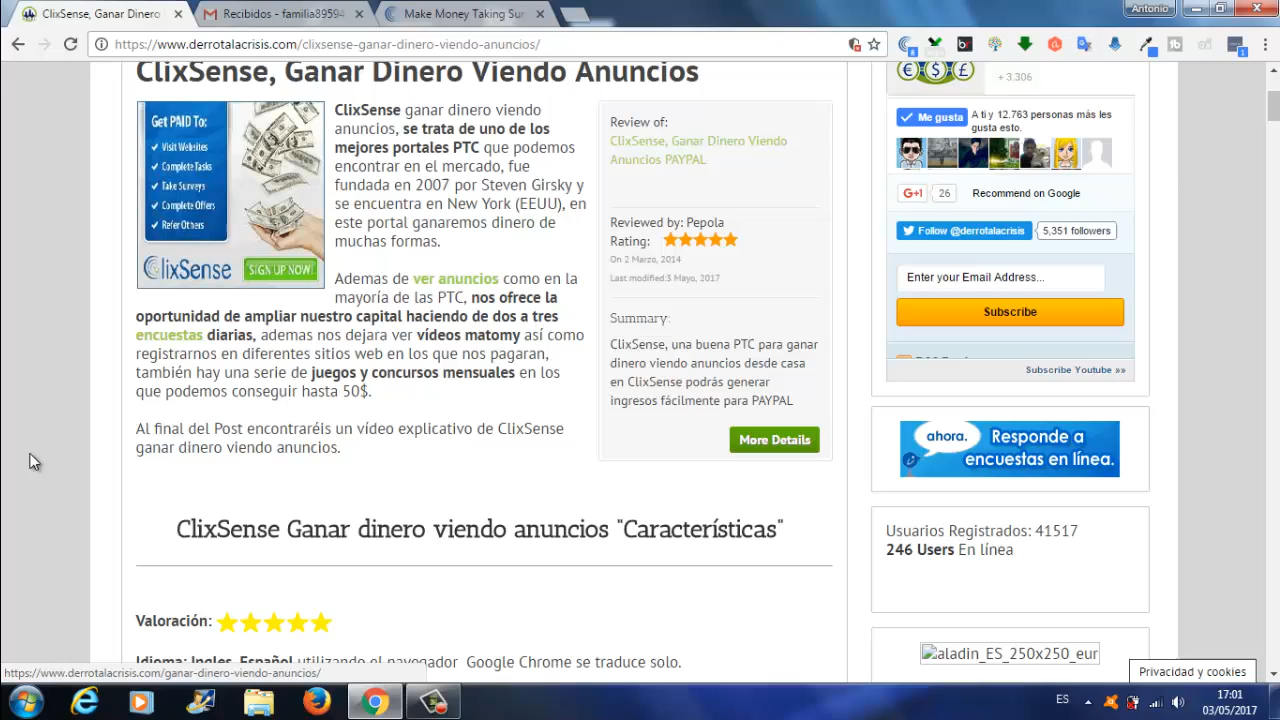 ClixSense, Ganar Dinero
Recibidos - familia89594
Make Money Taking Sur
Antonio
https://www.derrotalacrisis.com/clixsense-ganar-dinero-viendo-anuncios/
ClixSense, Ganar Dinero Viendo Anuncios
Get PAID To:
Visit Websites
Complete Tasks
Take Surveys
Complete Offers
Refer Others
ClixSense
SIGN UP NOW!
ClixSense ganar dinero viendo
anuncios, se trata de uno de los
mejores portales PTC que podemos
encontrar en el mercado, fue
fundada en 2007 por Steven Girsky y
se encuentra en New York (EEUU), en
este portal ganaremos dinero de
muchas formas.
Ademas de ver anuncios como en la
mayoría de las PTC, nos ofrece la
oportunidad de ampliar nuestro capital haciendo de dos a tres
encuestas diarias, ademas nos dejara ver vídeos matomy así como
registrarnos en diferentes sitios web en los que nos pagaran,
también hay una serie de juegos y concursos mensuales en los
que podemos conseguir hasta 50$.
Al final del Post encontraréis un vídeo explicativo de ClixSense
ganar dinero viendo anuncios.
Review of:
ClixSense, Ganar Dinero Viendo
Anuncios PAYPAL
Reviewed by: Pepola
Rating:
On 2 Marzo, 2014
Last modified:3 Mayo, 2017
Summary:
ClixSense, una buena PTC para ganar
dinero viendo anuncios desde casa
en ClixSense podrás generar
ingresos fácilmente para PAYPAL
More Details
ClixSense Ganar dinero viendo anuncios "Características"
Valoración:
Idioma: Ingles, Español utilizando el navegador Google Chrome se traduce solo.
€ $ £
+ 3.306
Me gusta
A ti y 12.763 personas más les
gusta esto.
G+1 26 Recommend on Google
Follow @derrotalacrisis 5,351 followers
Enter your Email Address...
Subscribe
Subscribe Youtube »»
ahora.
Responde a
encuestas en línea.
Usuarios Registrados: 41517
246 Users En línea
aladin_ES_250x250_eur
Privacidad y cookies
https://www.derrotalacrisis.com/ganar-dinero-viendo-anuncios/
ES
17:01
03/05/2017